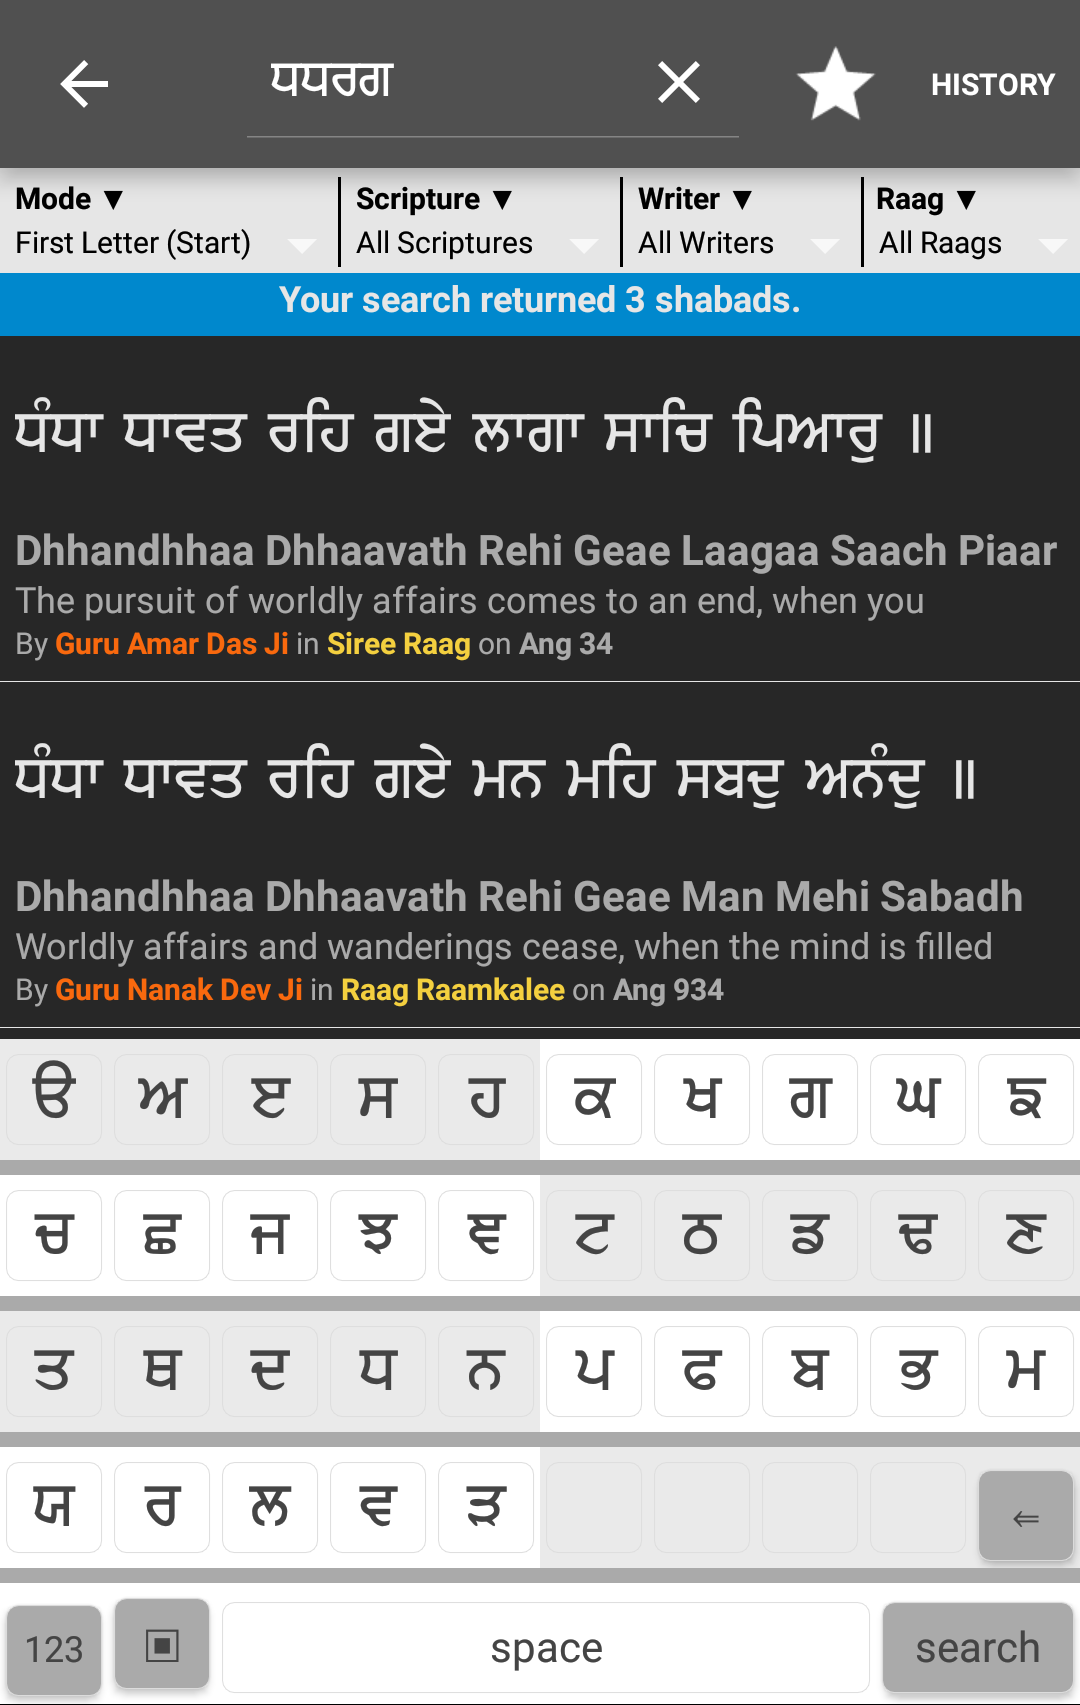 ਧਧਰਗ
HISTORY
Mode ▼ Scripture ▼ Writer ▼ Raag ▼
First Letter (Start) All Scriptures All Writers All Raags
Your search returned 3 shabads.
ਧੰਧਾ ਧਾਵਤ ਰਹਿ ਗਏ ਲਾਗਾ ਸਾਚਿ ਪਿਆਰੁ ॥
Dhhandhhaa Dhhaavath Rehi Geae Laagaa Saach Piaar
The pursuit of worldly affairs comes to an end, when you
By Guru Amar Das Ji in Siree Raag on Ang 34
ਧੰਧਾ ਧਾਵਤ ਰਹਿ ਗਏ ਮਨ ਮਹਿ ਸਬਦੁ ਅਨੰਦੁ ॥
Dhhandhhaa Dhhaavath Rehi Geae Man Mehi Sabadh
Worldly affairs and wanderings cease, when the mind is filled
By Guru Nanak Dev Ji in Raag Raamkalee on Ang 934
ੳ ਅ ੲ ਸ ਹ ਕ ਖ ਗ ਘ ਙ
ਚ ਛ ਜ ਝ ਞ ਟ ਠ ਡ ਢ ਣ
ਤ ਥ ਦ ਧ ਨ ਪ ਫ ਬ ਭ ਮ
ਯ ਰ ਲ ਵ ੜ ⇐
123 ▣ space search